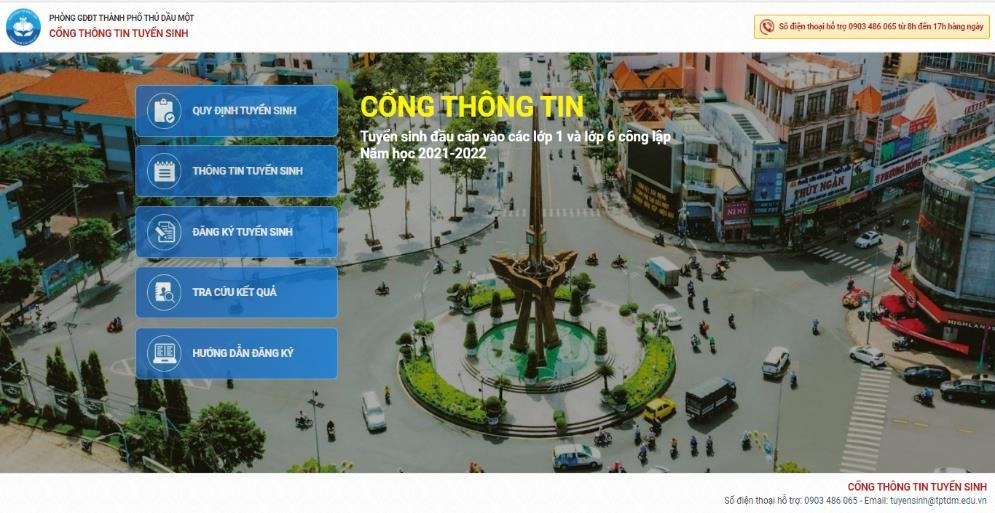 PHÒNG GDĐT THÀNH PHỐ THỦ DẦU MỘT
CỔNG THÔNG TIN TUYỂN SINH
Số điện thoại hỗ trợ 0903 486 065 từ 8h đến 17h hàng ngày
CỔNG THÔNG TIN
Tuyển sinh đầu cấp vào các lớp 1 và lớp 6 công lập
Năm học 2021-2022
QUY ĐỊNH TUYỂN SINH
THÔNG TIN TUYỂN SINH
ĐĂNG KÝ TUYỂN SINH
TRA CỨU KẾT QUẢ
HƯỚNG DẪN ĐĂNG KÝ
THUÝ NGÂN
NINI
HIGHLAN
CỔNG THÔNG TIN TUYỂN SINH
Số điện thoại hỗ trợ: 0903 486 065 - Email: tuyensinh@tptdm.edu.vn